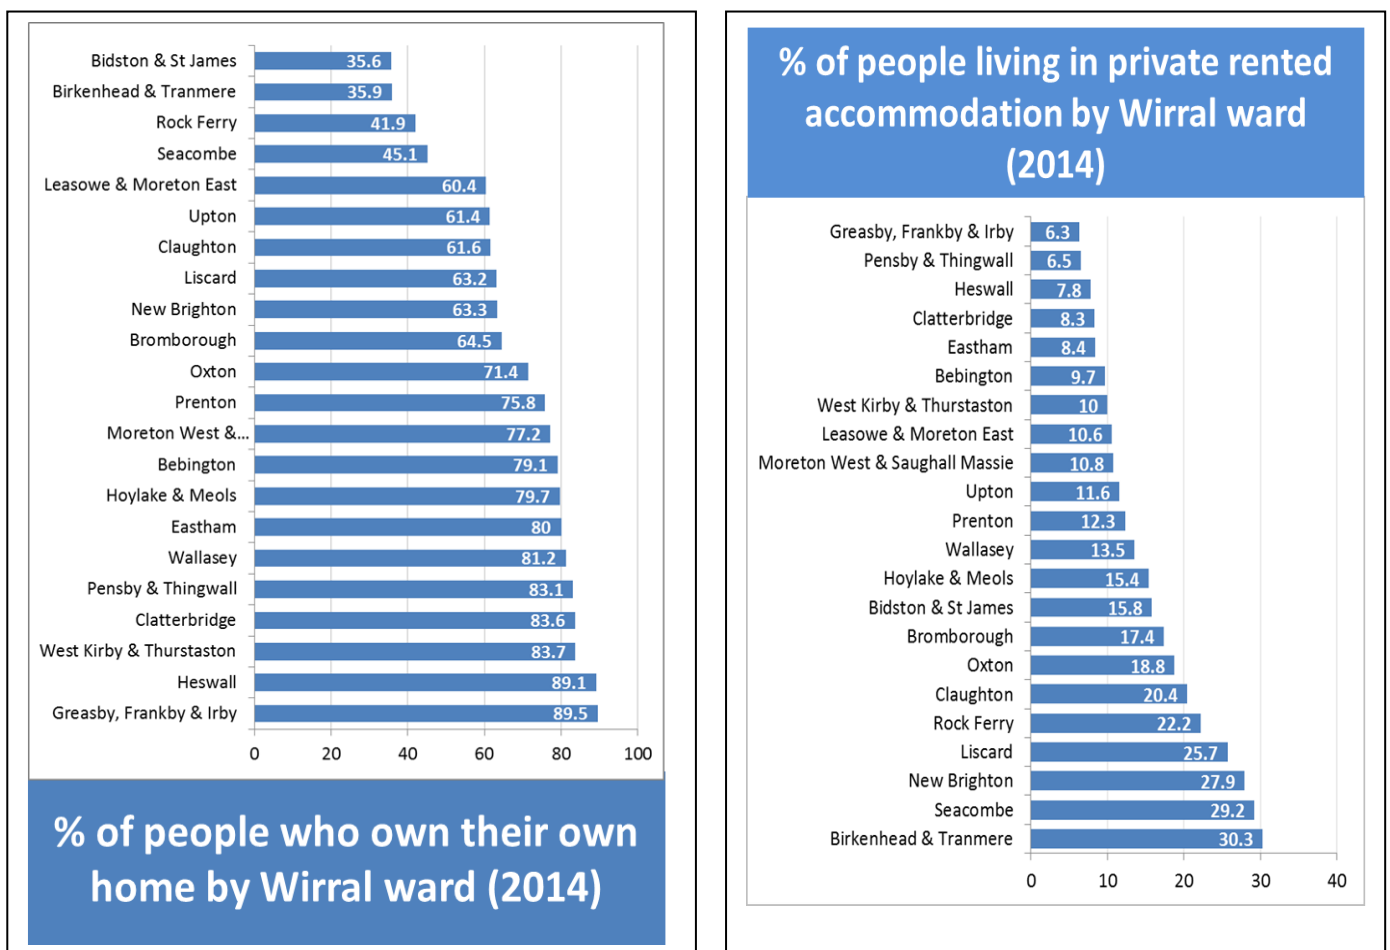 Bidston & St James 35.6
Birkenhead & Tranmere 35.9
Rock Ferry 41.9
Seacombe 45.1
Leasowe & Moreton East 60.4
Upton 61.4
Claughton 61.6
Liscard 63.2
New Brighton 63.3
Bromborough 64.5
Oxton 71.4
Prenton 75.8
Moreton West &... 77.2
Bebington 79.1
Hoylake & Meols 79.7
Eastham 80
Wallasey 81.2
Pensby & Thingwall 83.1
Clatterbridge 83.6
West Kirby & Thurstaston 83.7
Heswall 89.1
Greasby, Frankby & Irby 89.5
0 20 40 60 80 100
% of people who own their own
home by Wirral ward (2014)
% of people living in private rented
accommodation by Wirral ward
(2014)
Greasby, Frankby & Irby 6.3
Pensby & Thingwall 6.5
Heswall 7.8
Clatterbridge 8.3
Eastham 8.4
Bebington 9.7
West Kirby & Thurstaston 10
Leasowe & Moreton East 10.6
Moreton West & Saughall Massie 10.8
Upton 11.6
Prenton 12.3
Wallasey 13.5
Hoylake & Meols 15.4
Bidston & St James 15.8
Bromborough 17.4
Oxton 18.8
Claughton 20.4
Rock Ferry 22.2
Liscard 25.7
New Brighton 27.9
Seacombe 29.2
Birkenhead & Tranmere 30.3
0 10 20 30 40